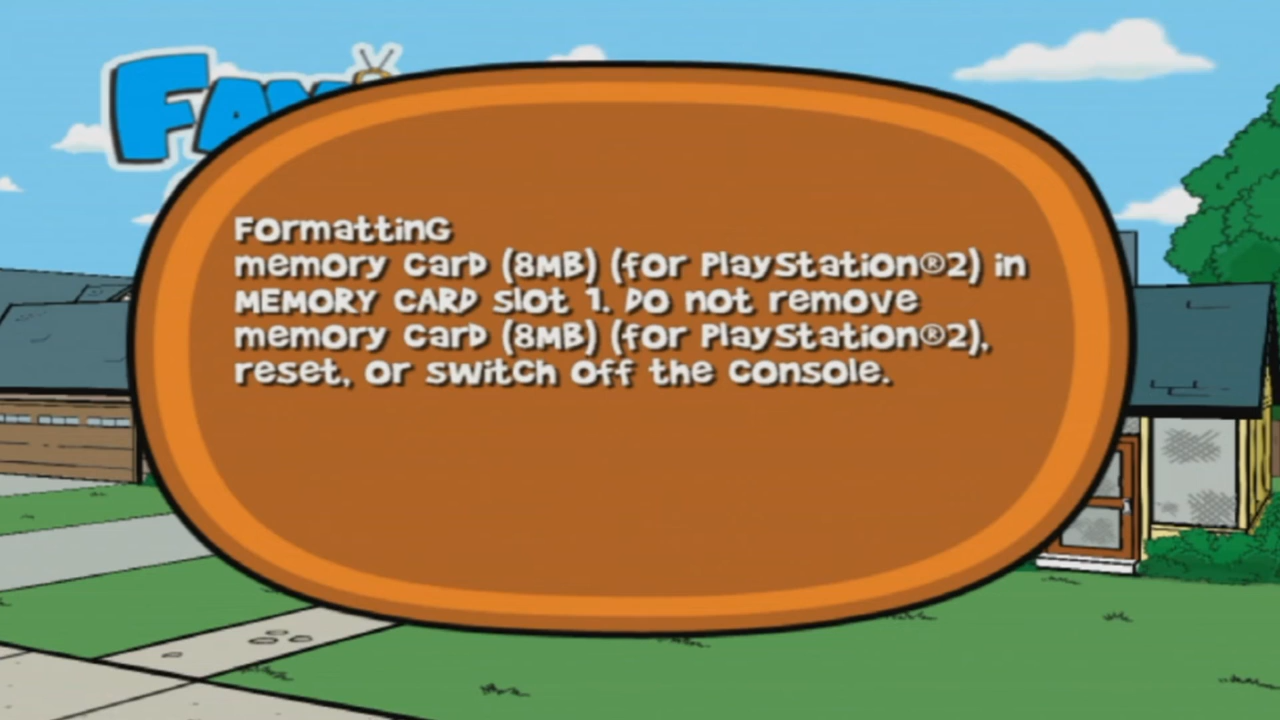 Fam
Formatting
memory card (8MB) (for PlayStation®2) in
MEMORY CARD slot 1. Do not remove
memory card (8MB) (for PlayStation®2),
reset, or switch off the console.